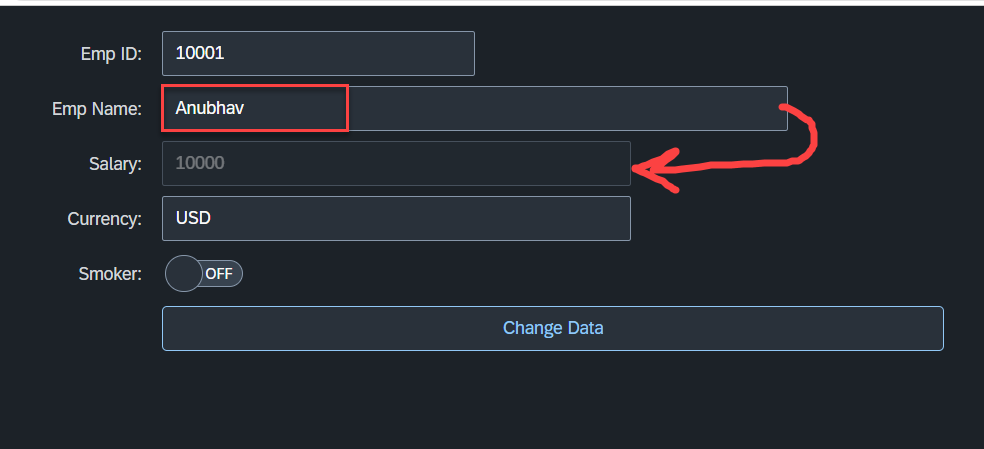 Emp ID: 10001
Emp Name: Anubhav
Salary: 10000
Currency: USD
Smoker: OFF
Change Data